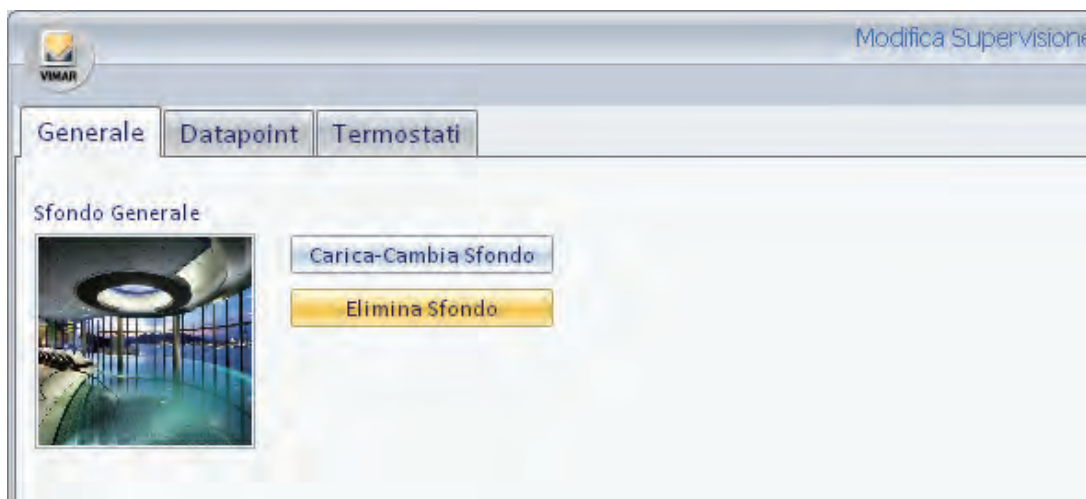 Modifica Supervisione
VIMAR
Generale Datapoint Termostati
Sfondo Generale
Carica-Cambia Sfondo
Elimina Sfondo